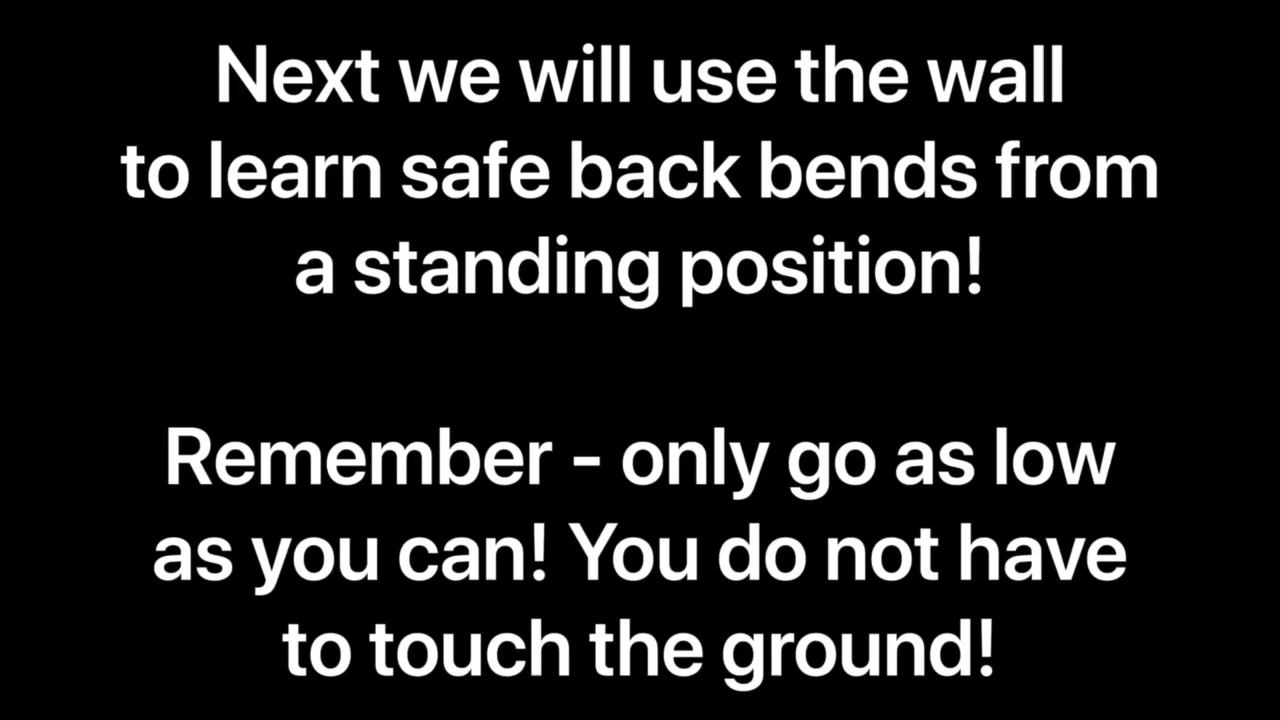 Next we will use the wall
to learn safe back bends from
a standing position!
Remember - only go as low
as you can! You do not have
to touch the ground!